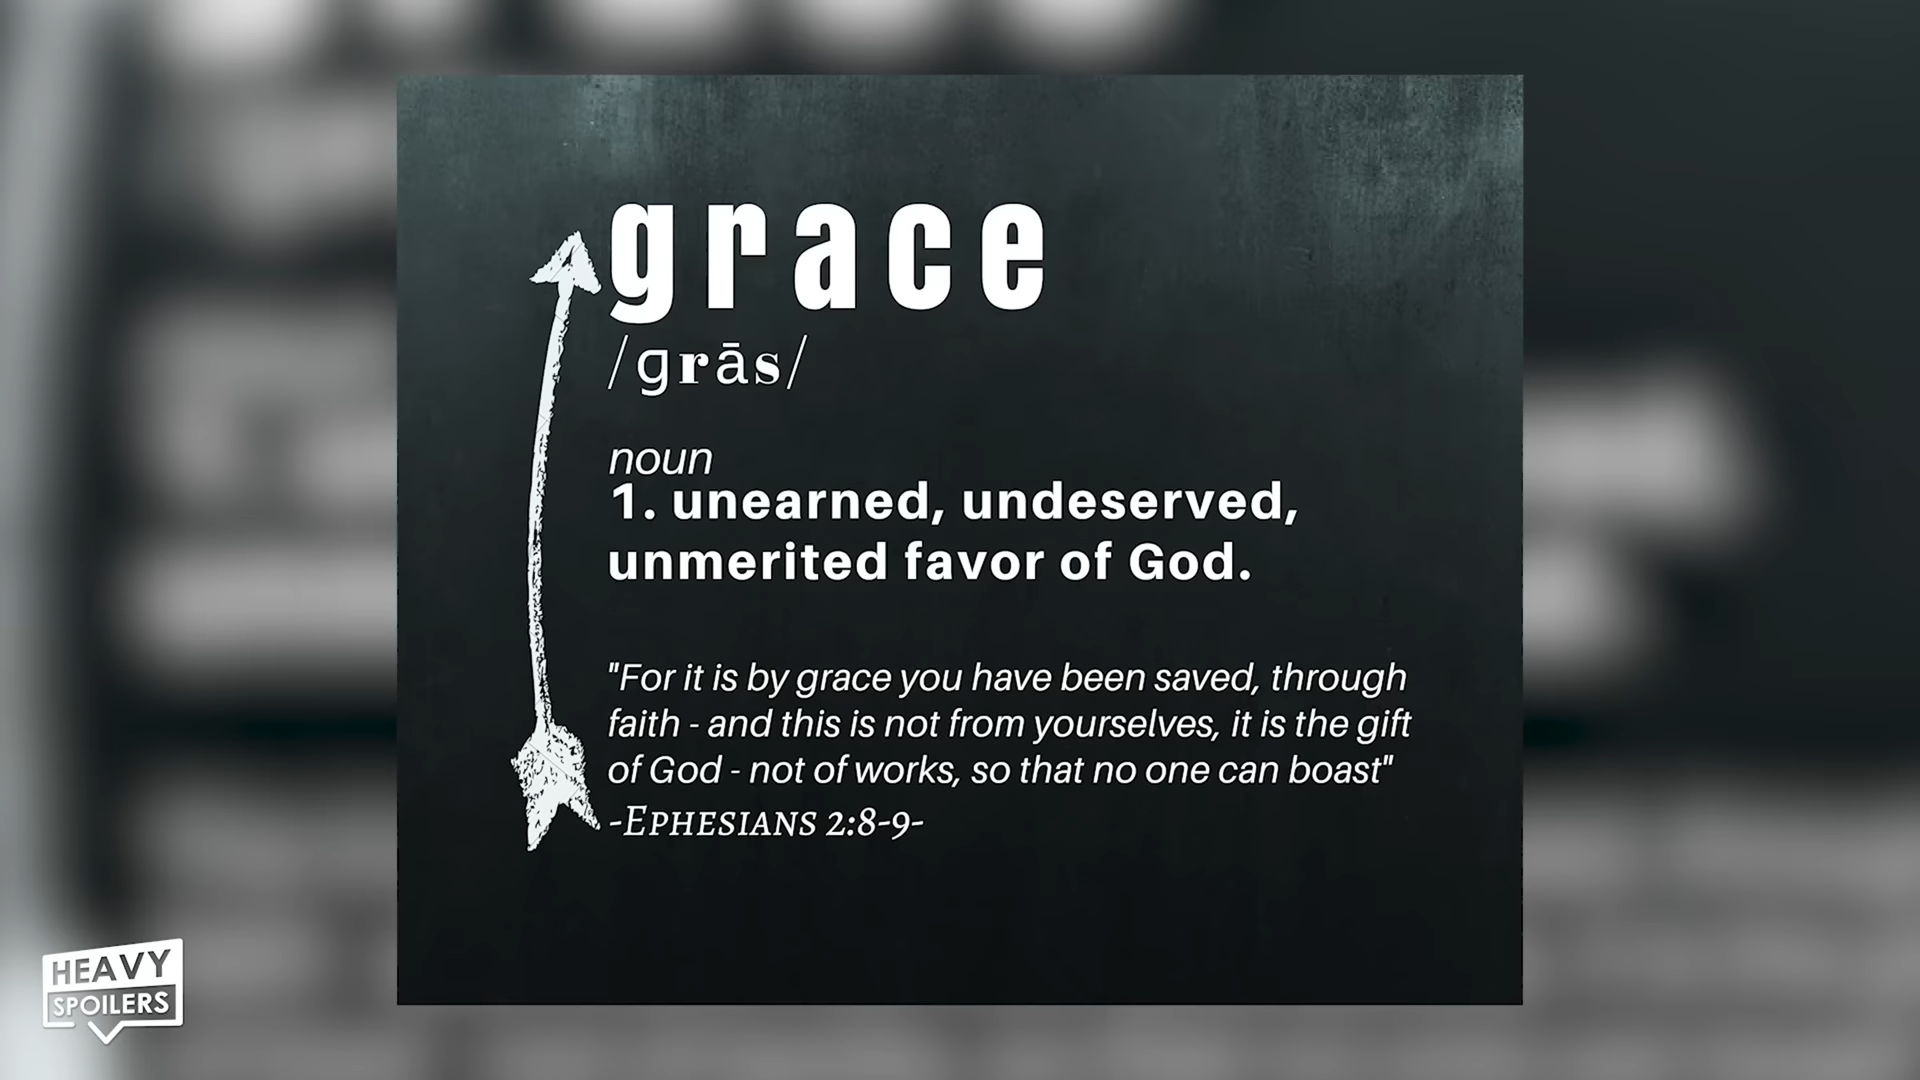 grace
/grās/
noun
1. unearned, undeserved,
unmerited favor of God.
"For it is by grace you have been saved, through
faith - and this is not from yourselves, it is the gift
of God - not of works, so that no one can boast"
-EPHESIANS 2:8-9-
HEAVY
SPOILERS